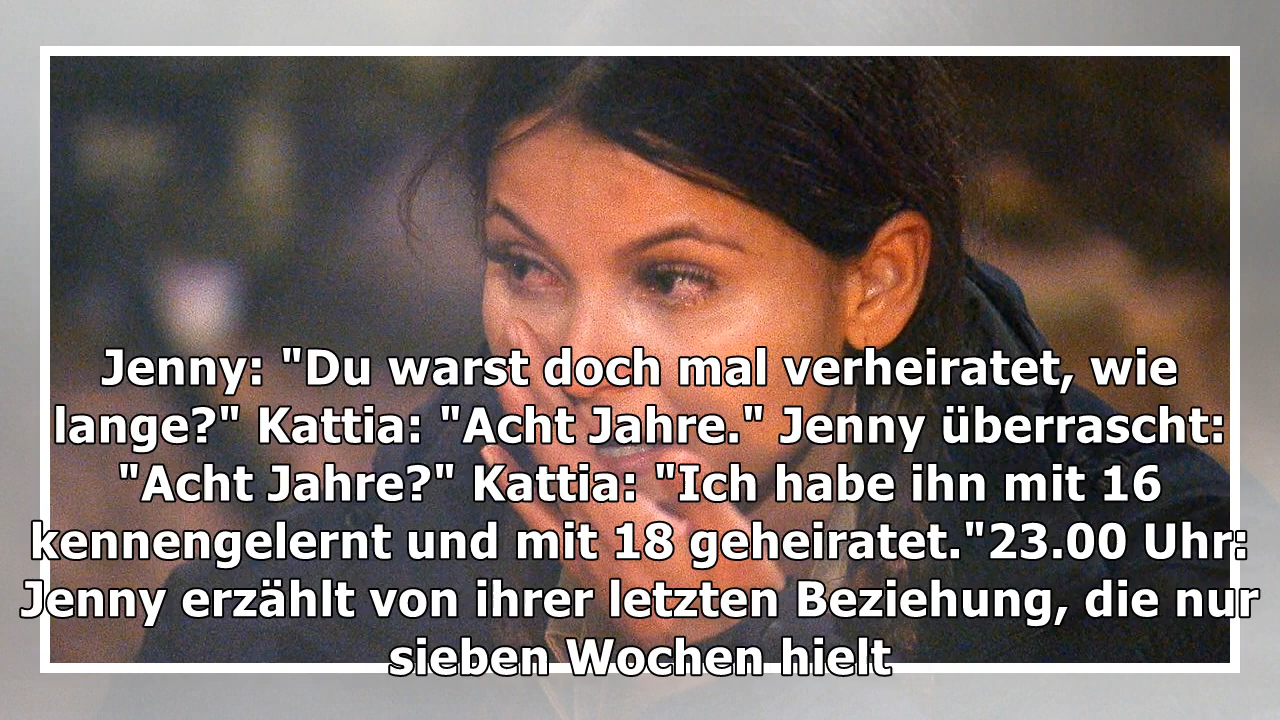 Jenny: "Du warst doch mal verheiratet, wie
lange?" Kattia: "Acht Jahre." Jenny überrascht:
"Acht Jahre?" Kattia: "Ich habe ihn mit 16
kennengelernt und mit 18 geheiratet."23.00 Uhr:
Jenny erzählt von ihrer letzten Beziehung, die nur
sieben Wochen hielt